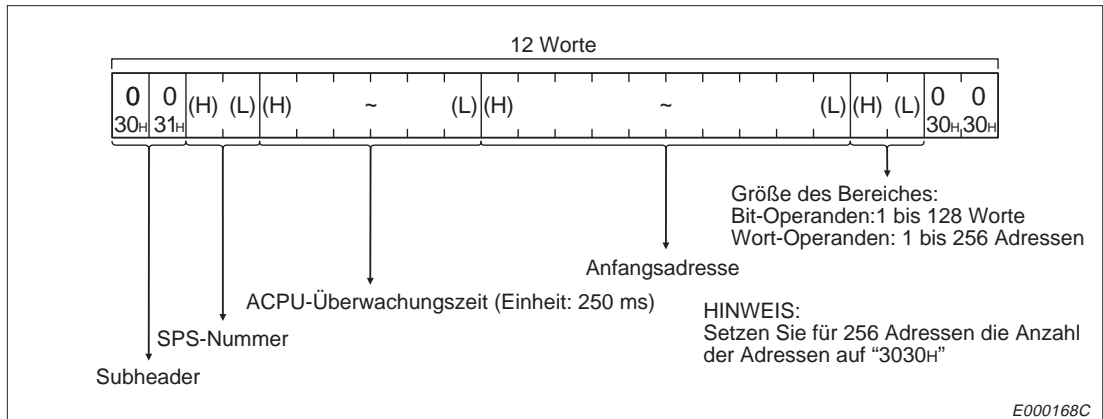 12 Worte
0 0 (H) (L) (H) ~ (L) (H) ~ (L) (H) (L) 0 0
30H 31H 30H 30H
Größe des Bereiches:
Bit-Operanden:1 bis 128 Worte
Wort-Operanden: 1 bis 256 Adressen
Anfangsadresse
ACPU-Überwachungszeit (Einheit: 250 ms)
HINWEIS:
Setzen Sie für 256 Adressen die Anzahl
der Adressen auf “3030H”
SPS-Nummer
Subheader
E000168C